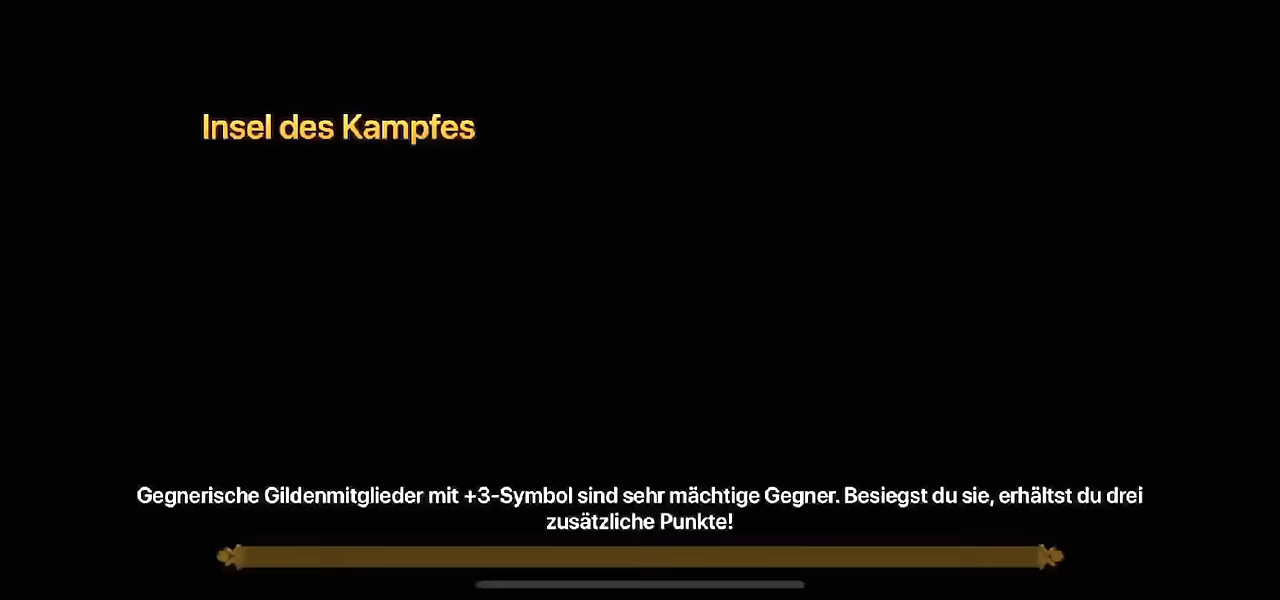 Insel des Kampfes
Gegnerische Gildenmitglieder mit +3-Symbol sind sehr mächtige Gegner. Besiegst du sie, erhältst du drei
zusätzliche Punkte!